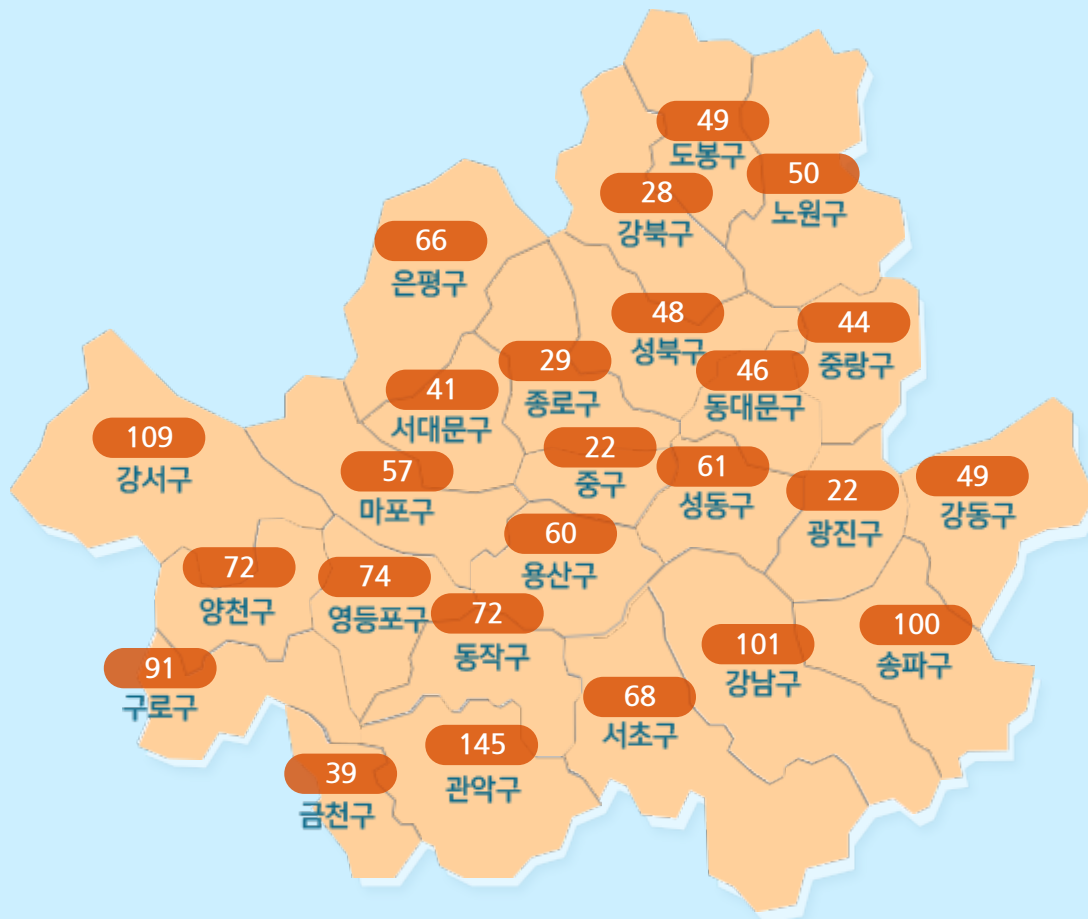 49
도봉구
50
노원구
28
강북구
66
은평구
48
성북구
44
중랑구
29
종로구
46
동대문구
41
서대문구
109
강서구
57
마포구
22
중구
61
성동구
22
광진구
49
강동구
60
용산구
72
양천구
74
영등포구
72
동작구
100
송파구
101
강남구
91
구로구
68
서초구
145
관악구
39
금천구